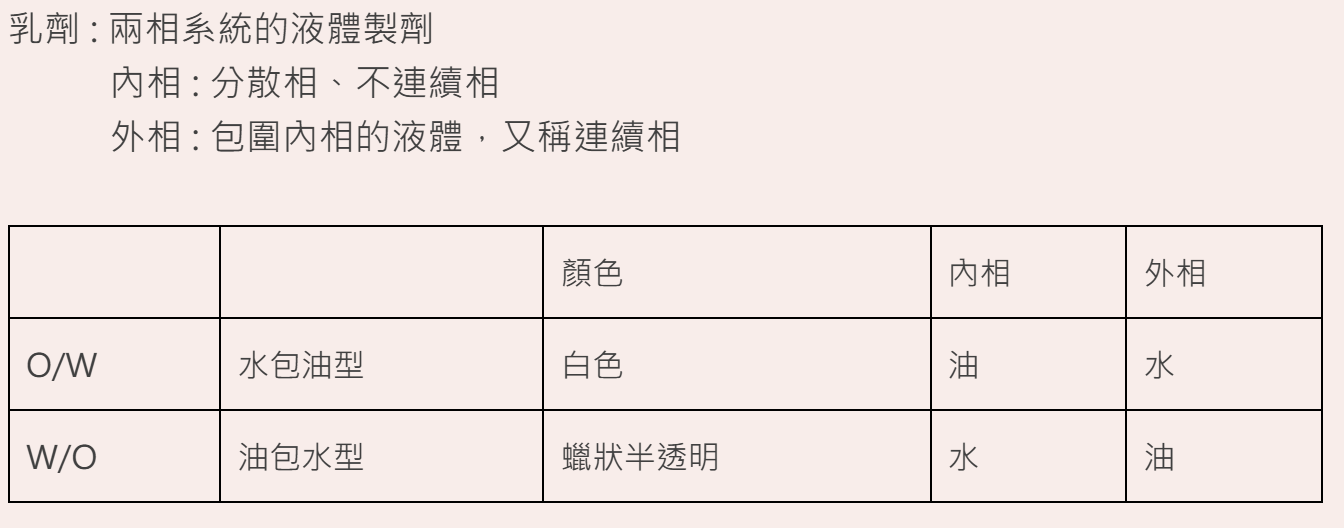 乳劑 : 兩相系統的液體製劑
內相 : 分散相、不連續相
外相 : 包圍內相的液體，又稱連續相
顏色 內相 外相
O/W 水包油型 白色 油 水
W/O 油包水型 蠟狀半透明 水 油